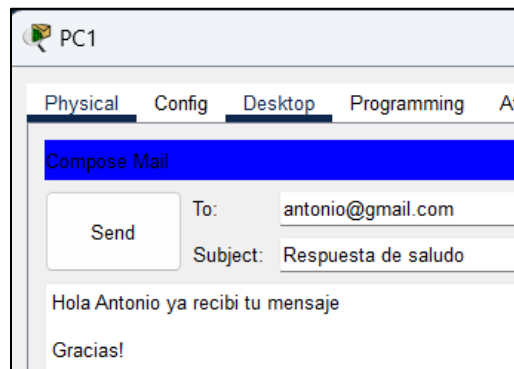 PC1
Physical Config Desktop Programming
Compose Mail
Send
To: antonio@gmail.com
Subject: Respuesta de saludo
Hola Antonio ya recibi tu mensaje
Gracias!